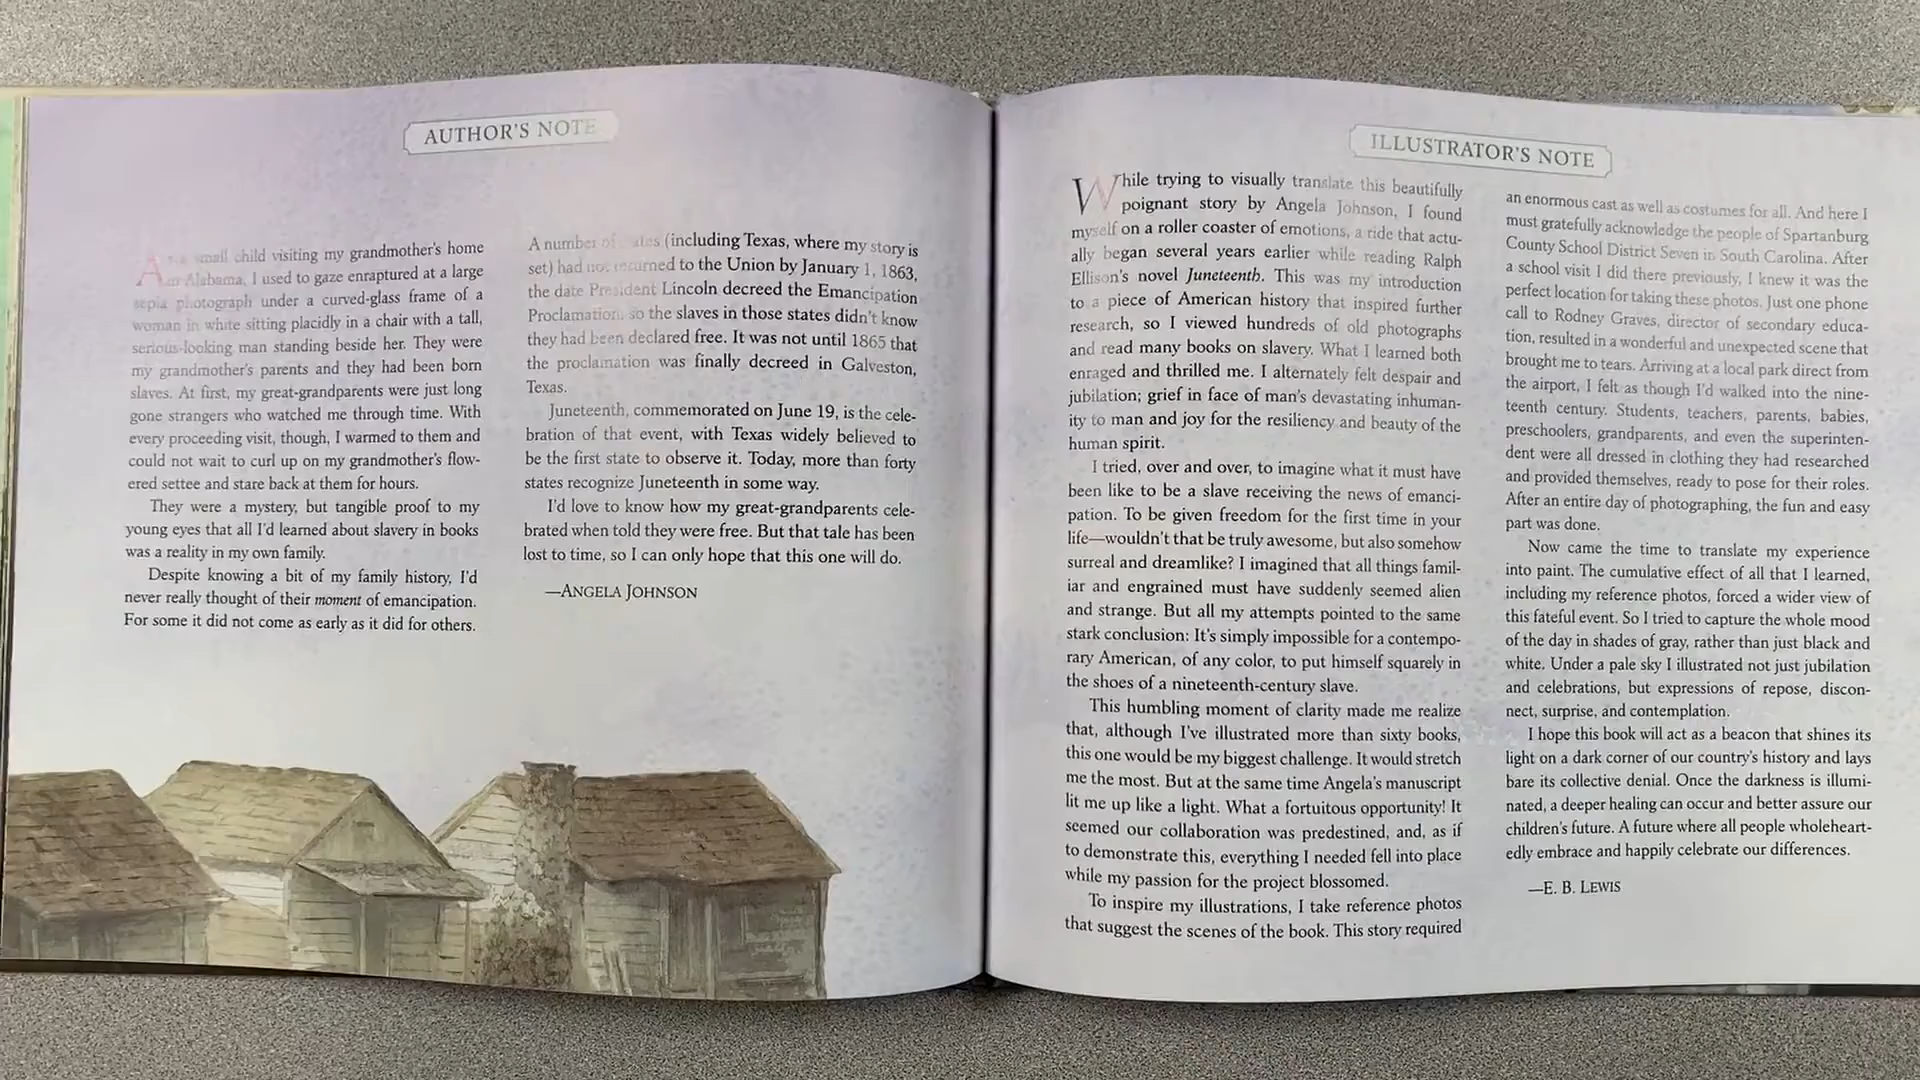 AUTHOR'S NOTE
As a small child visiting my grandmother's home
in Alabama, I used to gaze enraptured at a large
sepia photograph under a curved-glass frame of a
woman in white sitting placidly in a chair with a tall,
serious-looking man standing beside her. They were
my grandmother's parents and they had been born
slaves. At first, my great-grandparents were just long
gone strangers who watched me through time. With
every proceeding visit, though, I warmed to them and
could not wait to curl up on my grandmother's flow-
ered settee and stare back at them for hours.
They were a mystery, but tangible proof to my
young eyes that all I'd learned about slavery in books
was a reality in my own family.
Despite knowing a bit of my family history, I'd
never really thought of their moment of emancipation.
For some it did not come as early as it did for others.
A number of states (including Texas, where my story is
set) had not returned to the Union by January 1, 1863,
the date President Lincoln decreed the Emancipation
Proclamation, so the slaves in those states didn't know
they had been declared free. It was not until 1865 that
the proclamation was finally decreed in Galveston,
Texas.
Juneteenth, commemorated on June 19, is the cele-
bration of that event, with Texas widely believed to
be the first state to observe it. Today, more than forty
states recognize Juneteenth in some way.
I'd love to know how my great-grandparents cele-
brated when told they were free. But that tale has been
lost to time, so I can only hope that this one will do.
—ANGELA JOHNSON
ILLUSTRATOR'S NOTE
While trying to visually translate this beautifully
poignant story by Angela Johnson, I found
myself on a roller coaster of emotions, a ride that actu-
ally began several years earlier while reading Ralph
Ellison's novel Juneteenth. This was my introduction
to a piece of American history that inspired further
research, so I viewed hundreds of old photographs
and read many books on slavery. What I learned both
enraged and thrilled me. I alternately felt despair and
jubilation; grief in face of man's devastating inhuman-
ity to man and joy for the resiliency and beauty of the
human spirit.
I tried, over and over, to imagine what it must have
been like to be a slave receiving the news of emanci-
pation. To be given freedom for the first time in your
life—wouldn't that be truly awesome, but also somehow
surreal and dreamlike? I imagined that all things famil-
iar and engrained must have suddenly seemed alien
and strange. But all my attempts pointed to the same
stark conclusion: It's simply impossible for a contempo-
rary American, of any color, to put himself squarely in
the shoes of a nineteenth-century slave.
This humbling moment of clarity made me realize
that, although I've illustrated more than sixty books,
this one would be my biggest challenge. It would stretch
me the most. But at the same time Angela's manuscript
lit me up like a light. What a fortuitous opportunity! It
seemed our collaboration was predestined, and, as if
to demonstrate this, everything I needed fell into place
while my passion for the project blossomed.
To inspire my illustrations, I take reference photos
that suggest the scenes of the book. This story required
an enormous cast as well as costumes for all. And here I
must gratefully acknowledge the people of Spartanburg
County School District Seven in South Carolina. After
a school visit I did there previously, I knew it was the
perfect location for taking these photos. Just one phone
call to Rodney Graves, director of secondary educa-
tion, resulted in a wonderful and unexpected scene that
brought me to tears. Arriving at a local park direct from
the airport, I felt as though I'd walked into the nine-
teenth century. Students, teachers, parents, babies,
preschoolers, grandparents, and even the superinten-
dent were all dressed in clothing they had researched
and provided themselves, ready to pose for their roles.
After an entire day of photographing, the fun and easy
part was done.
Now came the time to translate my experience
into paint. The cumulative effect of all that I learned,
including my reference photos, forced a wider view of
this fateful event. So I tried to capture the whole mood
of the day in shades of gray, rather than just black and
white. Under a pale sky I illustrated not just jubilation
and celebrations, but expressions of repose, discon-
nect, surprise, and contemplation.
I hope this book will act as a beacon that shines its
light on a dark corner of our country's history and lays
bare its collective denial. Once the darkness is illumi-
nated, a deeper healing can occur and better assure our
children's future. A future where all people wholeheart-
edly embrace and happily celebrate our differences.
—E. B. LEWIS